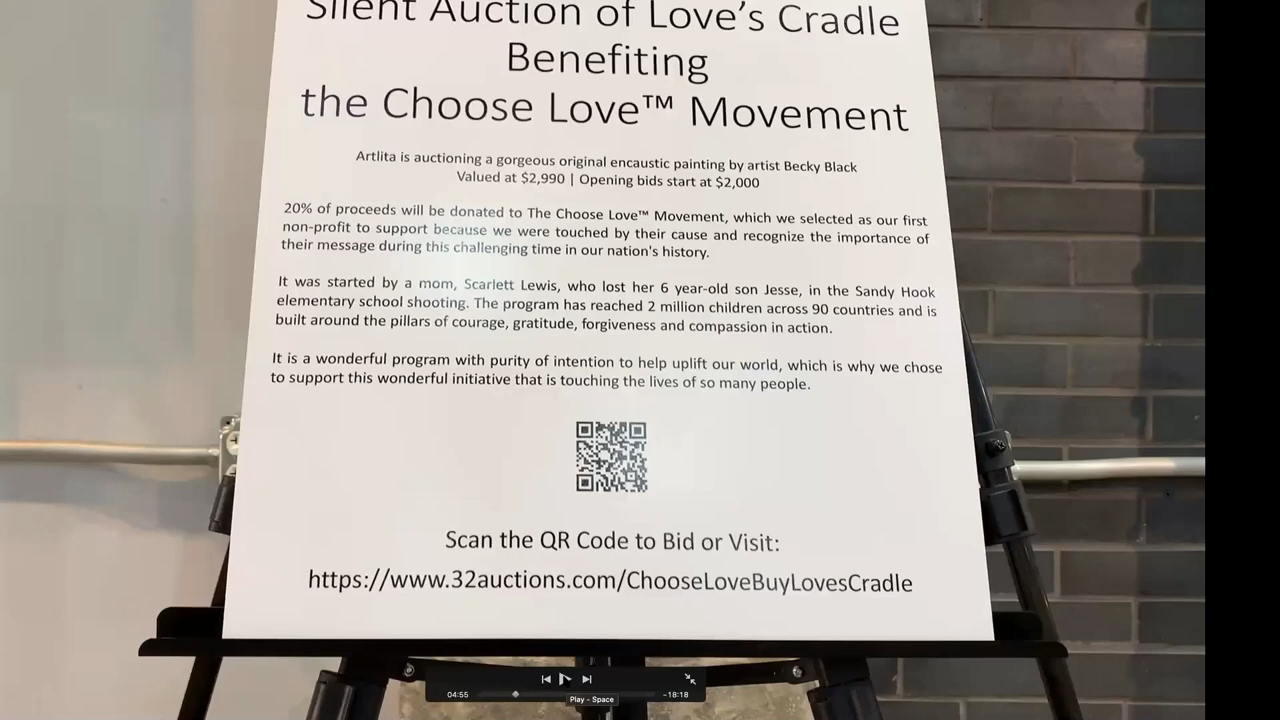 Silent Auction of Love's Cradle
Benefiting
the Choose Love™ Movement
Artlita is auctioning a gorgeous original encaustic painting by artist Becky Black
Valued at $2,990 | Opening bids start at $2,000
20% of proceeds will be donated to The Choose Love™ Movement, which we selected as our first
non-profit to support because we were touched by their cause and recognize the importance of
their message during this challenging time in our nation's history.
It was started by a mom, Scarlett Lewis, who lost her 6 year-old son Jesse, in the Sandy Hook
elementary school shooting. The program has reached 2 million children across 90 countries and is
built around the pillars of courage, gratitude, forgiveness and compassion in action.
It is a wonderful program with purity of intention to help uplift our world, which is why we chose
to support this wonderful initiative that is touching the lives of so many people.
Scan the QR Code to Bid or Visit:
https://www.32auctions.com/ChooseLoveBuyLovesCradle
04:55
-18:18
Play - Space